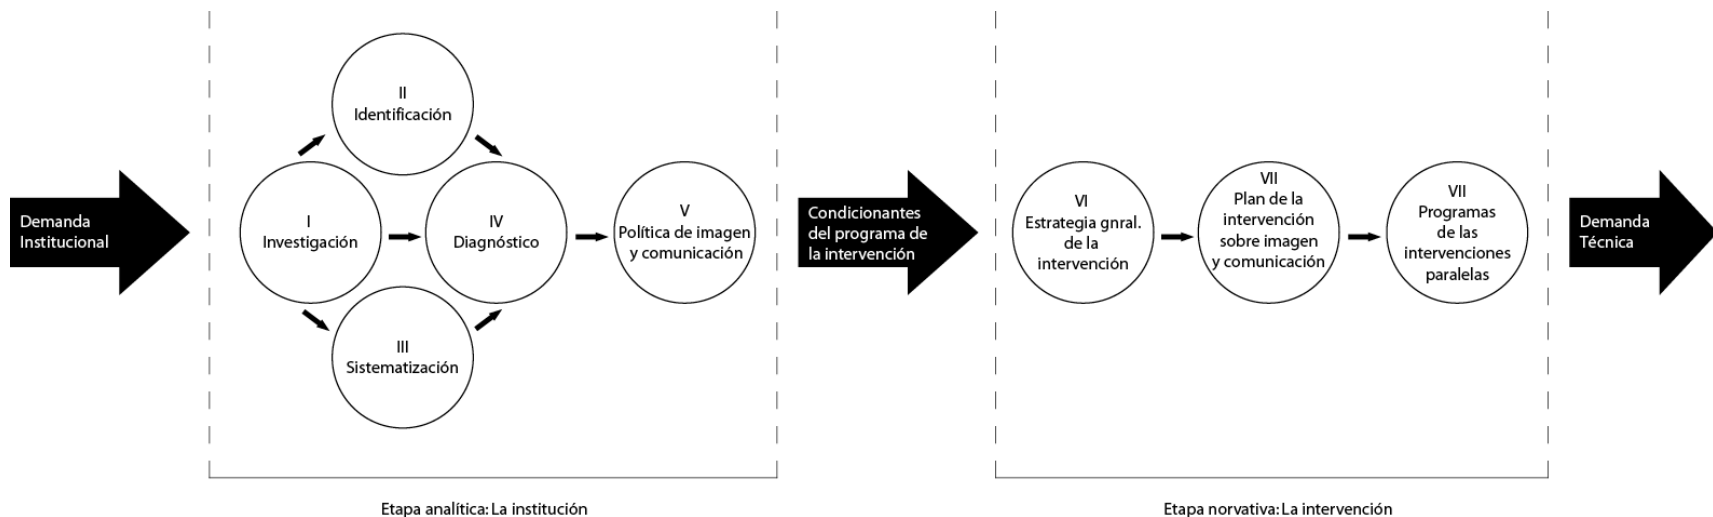 Demanda
Institucional
II
Identificación
I
Investigación
III
Sistematización
IV
Diagnóstico
V
Política de imagen
y comunicación
Etapa analítica: La institución
Condicionantes
del programa de
la intervención
VI
Estrategia gnral.
de la
intervención
VII
Plan de la
intervención
sobre imagen
y comunicación
VII
Programas
de las
intervenciones
paralelas
Etapa norvativa: La intervención
Demanda
Técnica